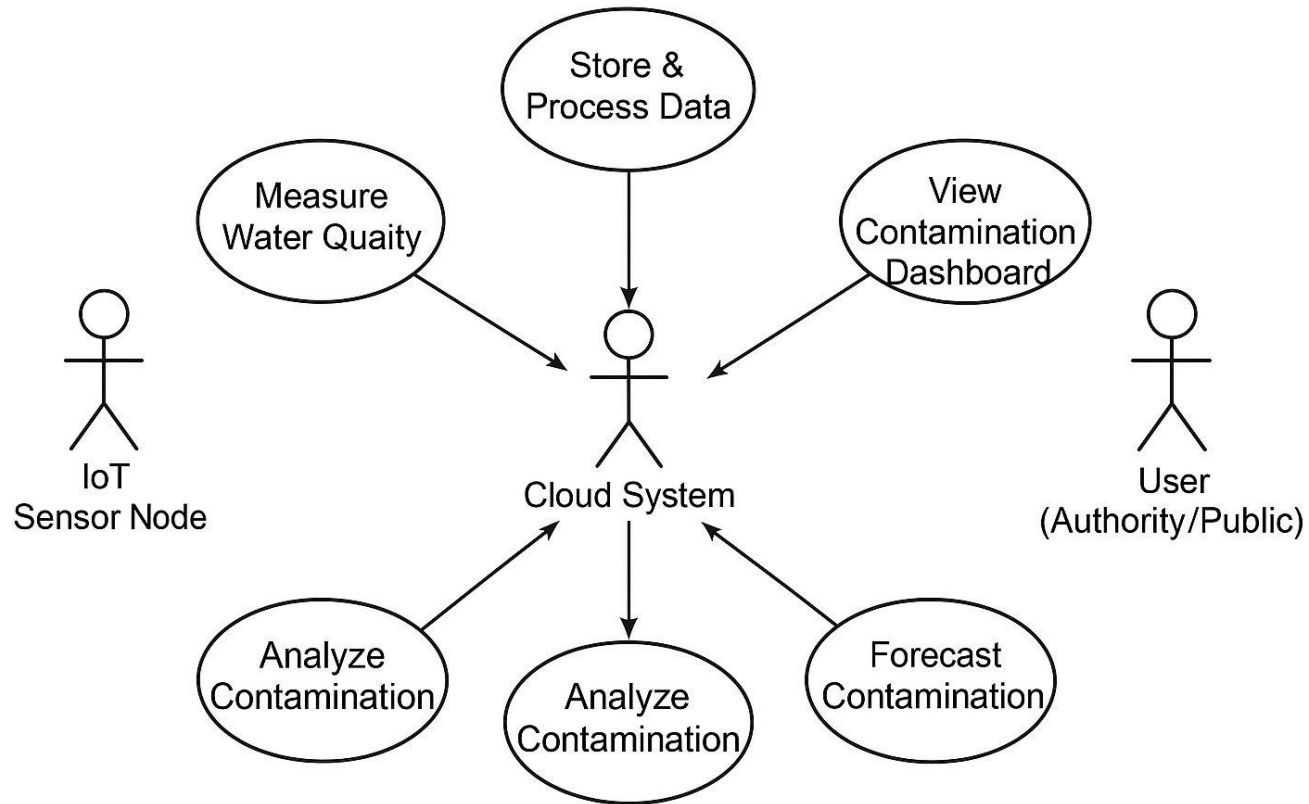 Store &
Process Data
Measure
Water Quaity
View
Contamination
Dashboard
IoT
Sensor Node
Cloud System
User
(Authority/Public)
Analyze
Contamination
Analyze
Contamination
Forecast
Contamination